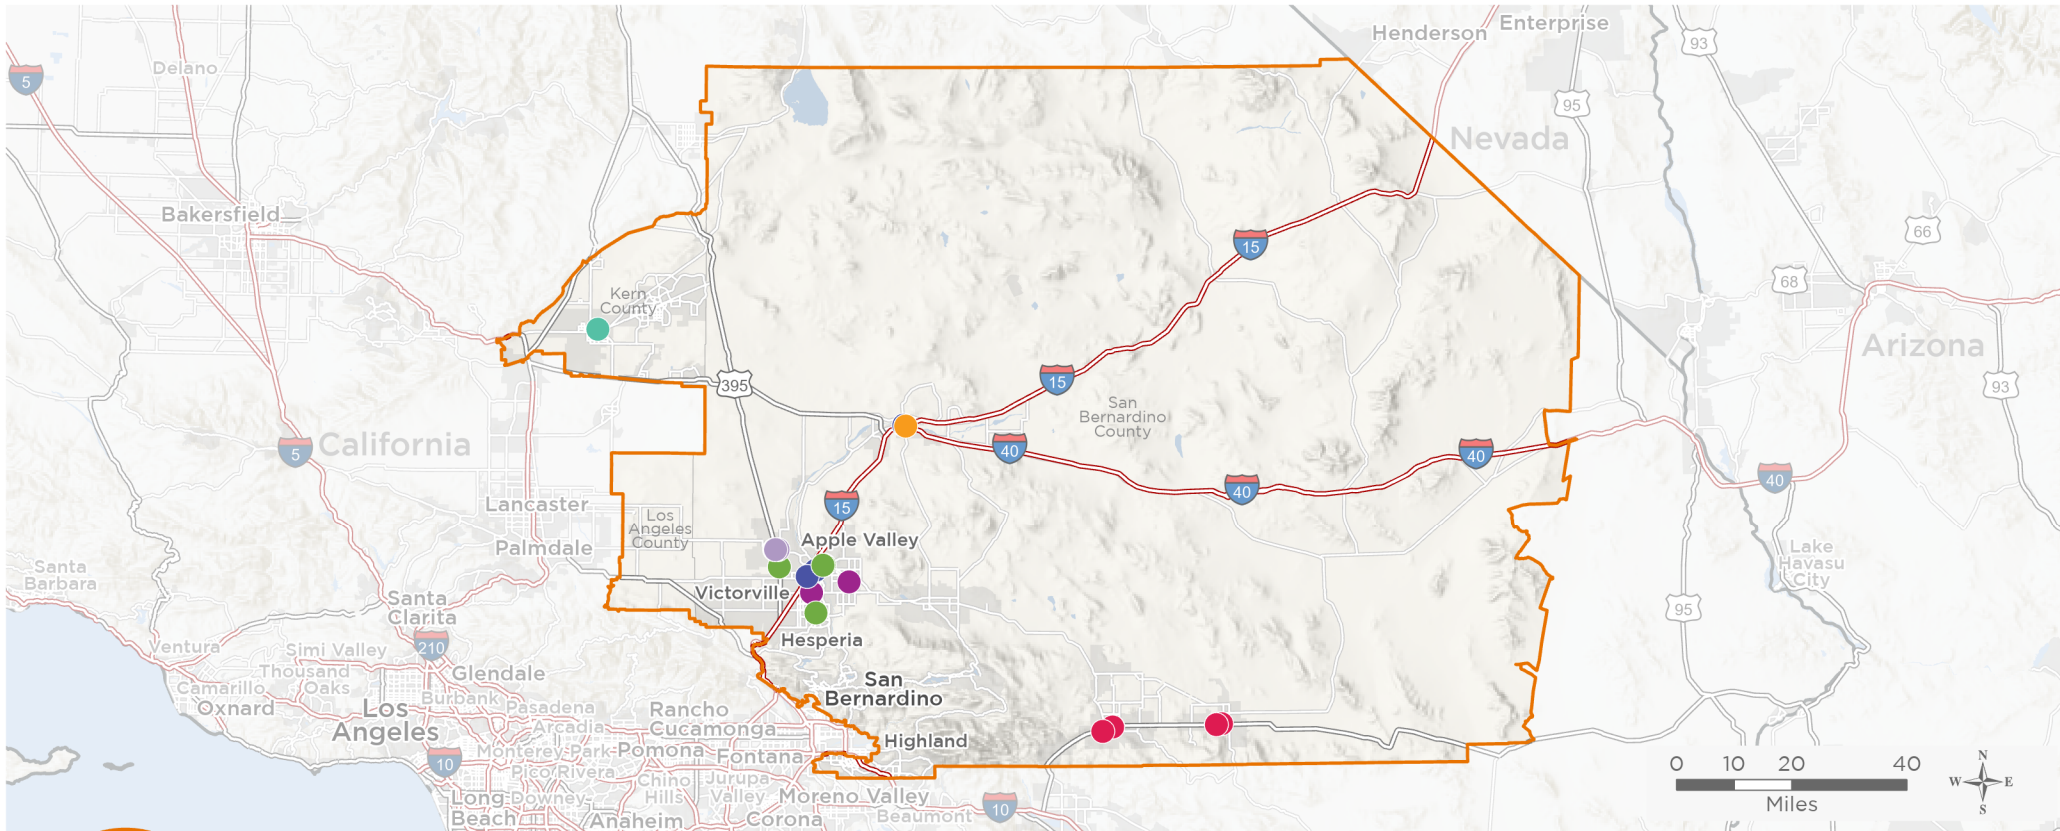 Henderson
Enterprise
93
5
Delano
95
Nevada
Bakersfield
66
15
68
Kern
County
Arizona
395
15
93
San
Bernardino
County
California
5
40
40
40
40
Lancaster
15
Los
Angeles
County
Palmdale
Apple Valley
Lake
Havasu
City
Santa
Barbara
Victorville
Santa
Clarita
95
Hesperia
210
Ventura
Simi Valley
Thousand
Oaks
Glendale
San
Bernardino
Camarillo
Oxnard
Burbank
Pasadena
Los
Angeles
Arcadia
Rancho
Cucamonga
Highland
Monterey Park
Pomona
Fontana
10
Pico Rivera
Chino
Hills
Jurupa
Valley
Moreno Valley
Long
Beach
Downey
Anaheim
Corona
Beaumont
10
0 10 20 40
Miles
N
W E
S